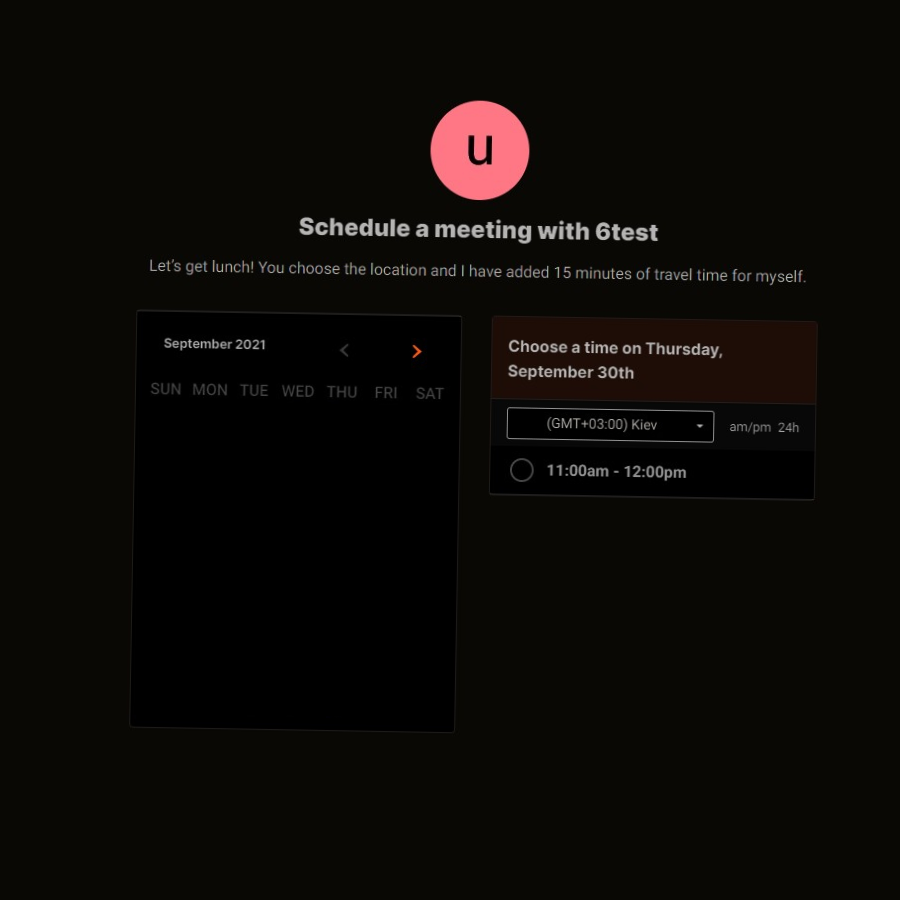 u
Schedule a meeting with 6test
Let's get lunch! You choose the location and I have added 15 minutes of travel time for myself.
September 2021
SUN MON TUE WED THU FRI SAT
Choose a time on Thursday,
September 30th
(GMT+03:00) Kiev
am/pm 24h
11:00am - 12:00pm